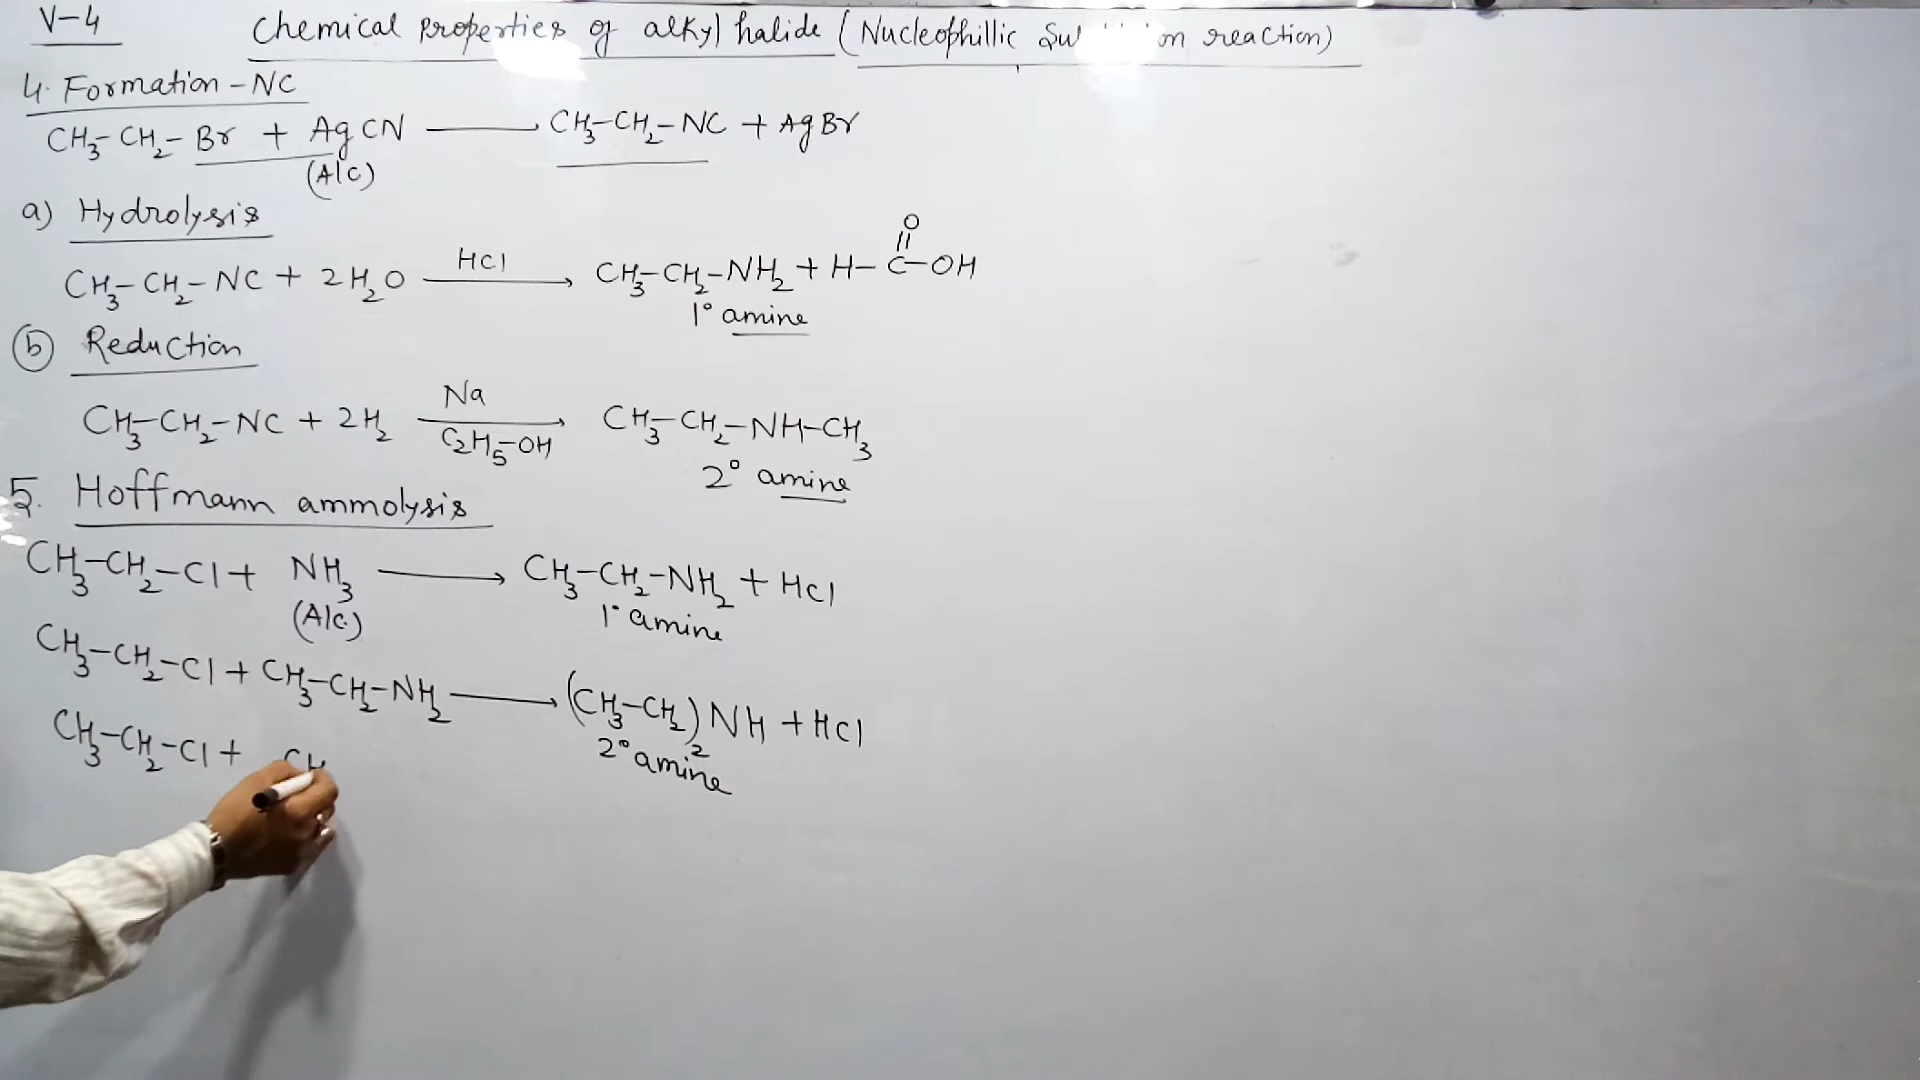 V-4
Chemical properties of alkyl halide (Nucleophillic reaction)
4. Formation - NC
CH₃-CH₂-Br + AgCN ⟶ CH₃-CH₂-NC + AgBr
(Alc)
a) Hydrolysis
CH₃-CH₂-NC + 2H₂O ⟶ CH₃-CH₂-NH₂ + H-C-OH
HCl
O
1° amine
(b) Reduction
CH₃-CH₂-NC + 2H₂ ⟶ CH₃-CH₂-NH-CH₃
Na
C₂H₅-OH
2° amine
5. Hoffmann ammolysis
CH₃-CH₂-Cl + NH₃ ⟶ CH₃-CH₂-NH₂ + HCl
(Alc.)
1° amine
CH₃-CH₂-Cl + CH₃-CH₂-NH₂ ⟶ (CH₃-CH₂)₂NH + HCl
2° amine
CH₃-CH₂-Cl + CH